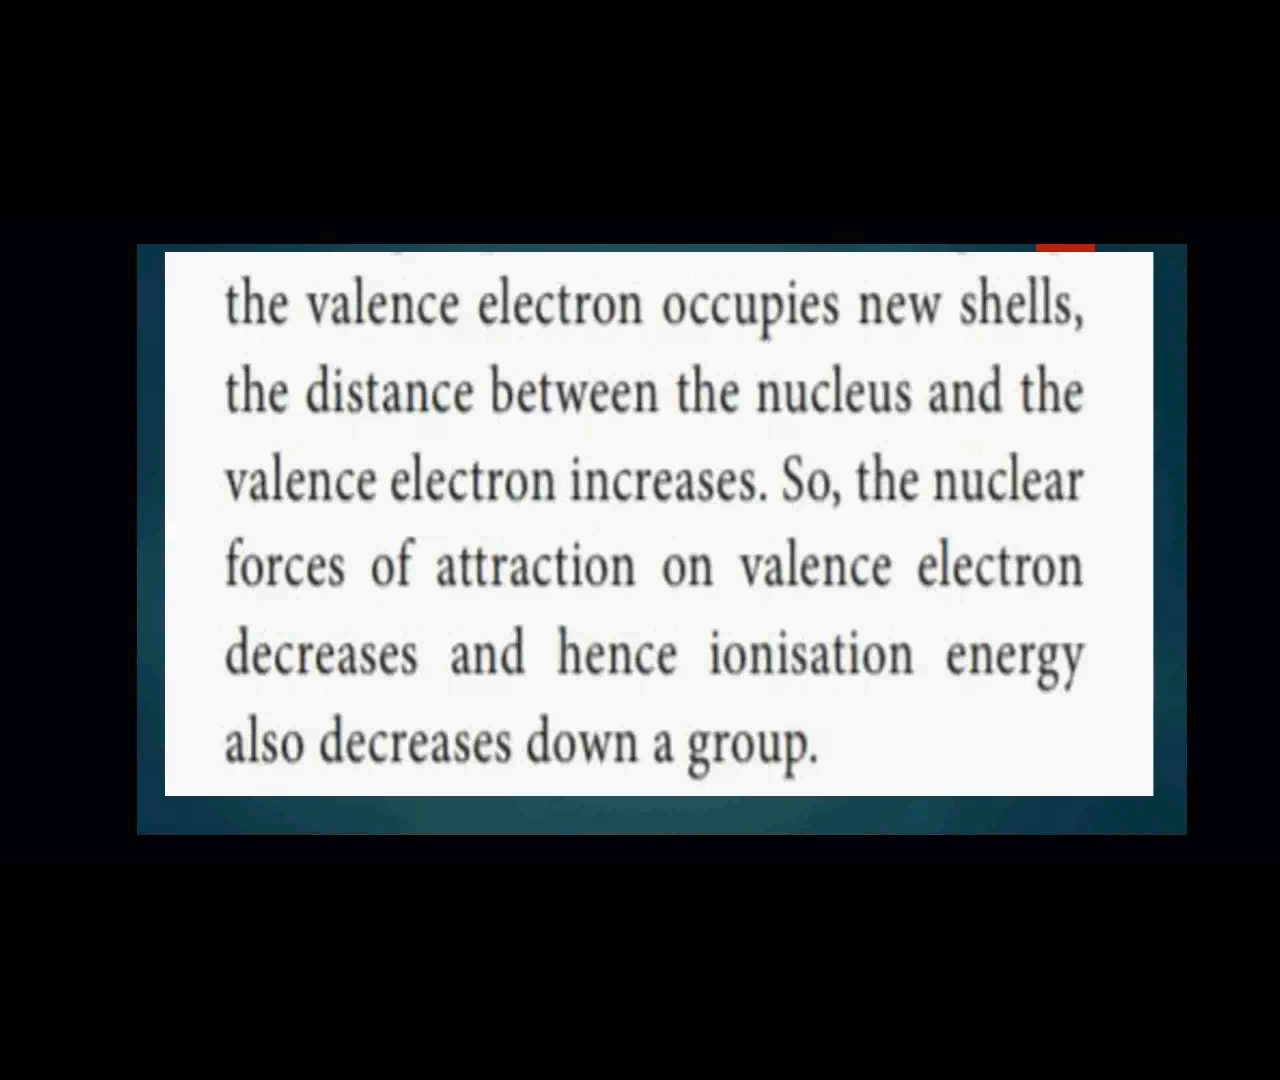 the valence electron occupies new shells,
the distance between the nucleus and the
valence electron increases. So, the nuclear
forces of attraction on valence electron
decreases and hence ionisation energy
also decreases down a group.